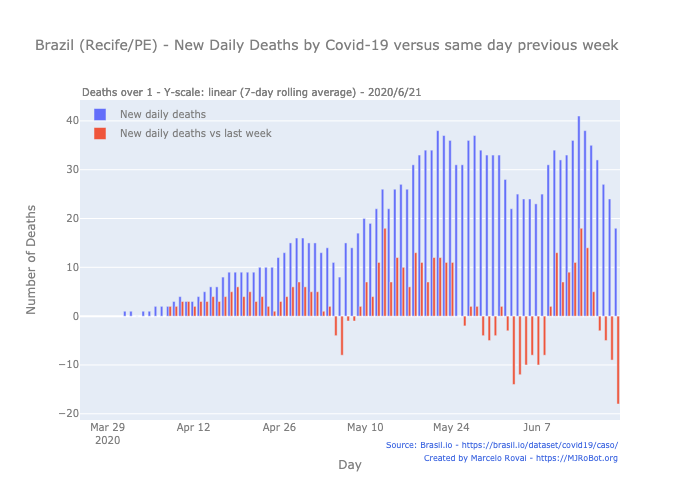 Brazil (Recife/PE) - New Daily Deaths by Covid-19 versus same day previous week
Deaths over 1 - Y-scale: linear (7-day rolling average) - 2020/6/21
New daily deaths
New daily deaths vs last week
Number of Deaths
40
30
20
10
0
−10
−20
Mar 29
2020
Apr 12
Apr 26
May 10
May 24
Jun 7
Day
Source: Brasil.io - https://brasil.io/dataset/covid19/caso/
Created by Marcelo Rovai - https://MJRoBot.org